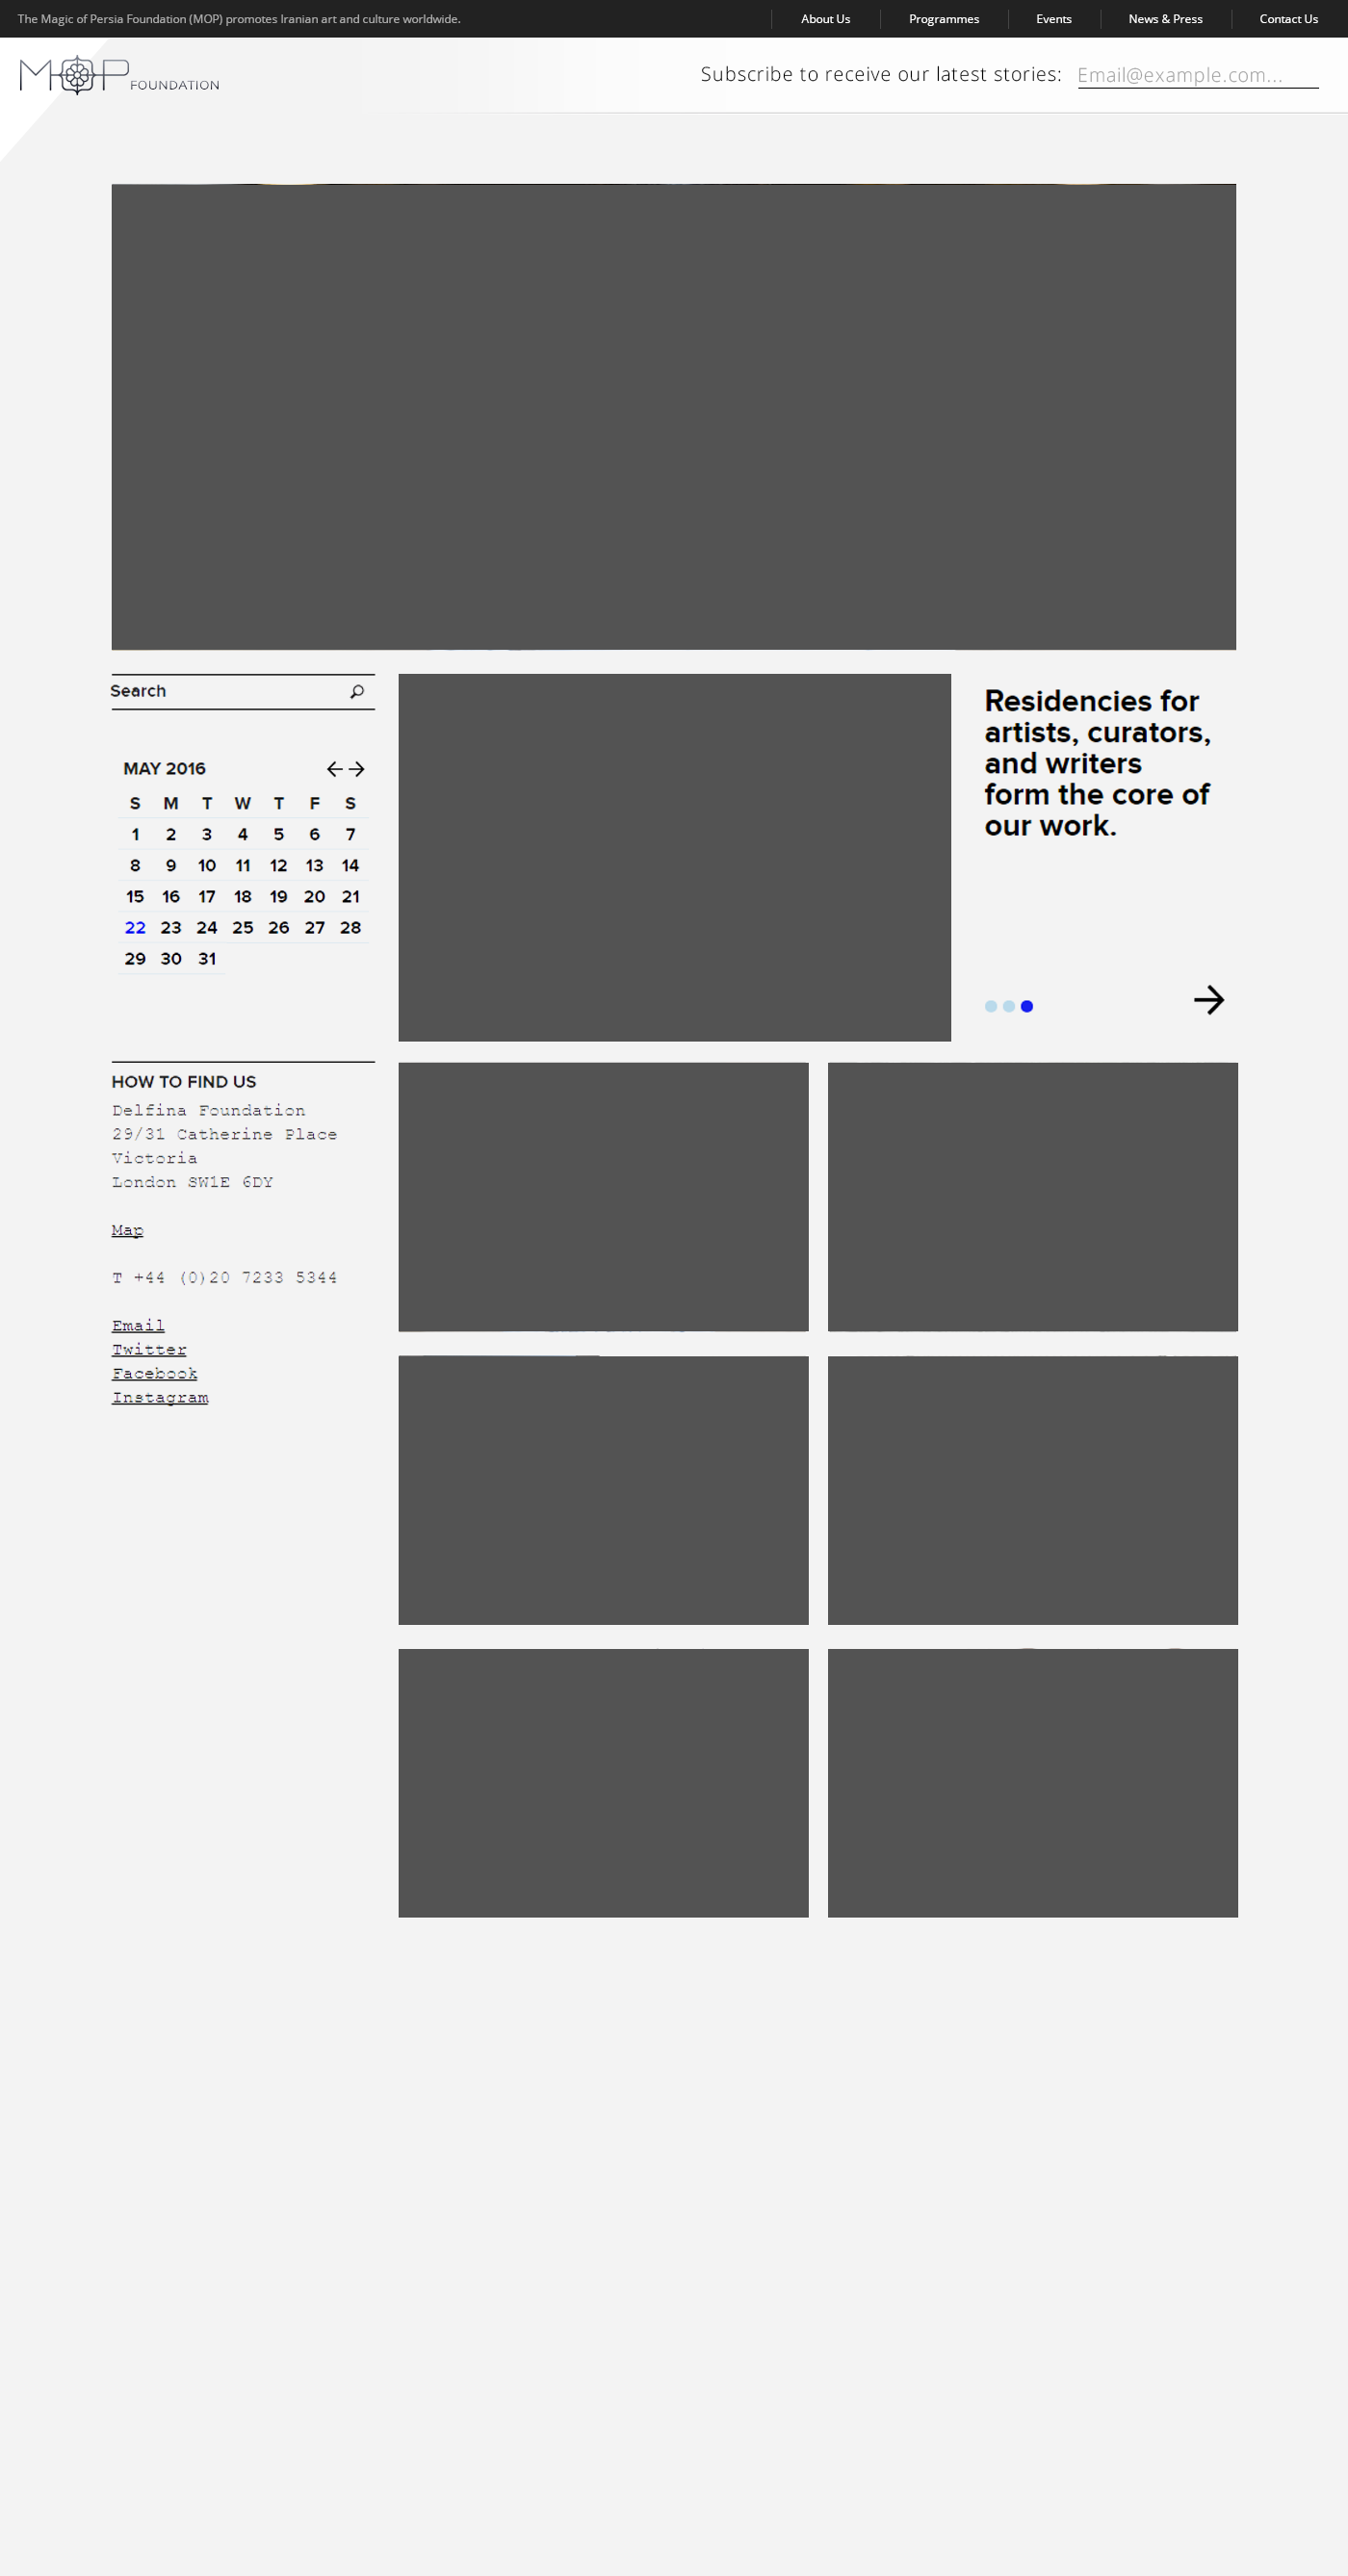 The Magic of Persia Foundation (MOP) promotes Iranian art and culture worldwide.
About Us
Programmes
Events
News & Press
Contact Us
MOP FOUNDATION
Subscribe to receive our latest stories:
Email@example.com...
Search
MAY 2016
S M T W T F S
1 2 3 4 5 6 7
8 9 10 11 12 13 14
15 16 17 18 19 20 21
22 23 24 25 26 27 28
29 30 31
Residencies for
artists, curators,
and writers
form the core of
our work.
HOW TO FIND US
Delfina Foundation
29/31 Catherine Place
Victoria
London SW1E 6DY
Map
T +44 (0)20 7233 5344
Email
Twitter
Facebook
Instagram